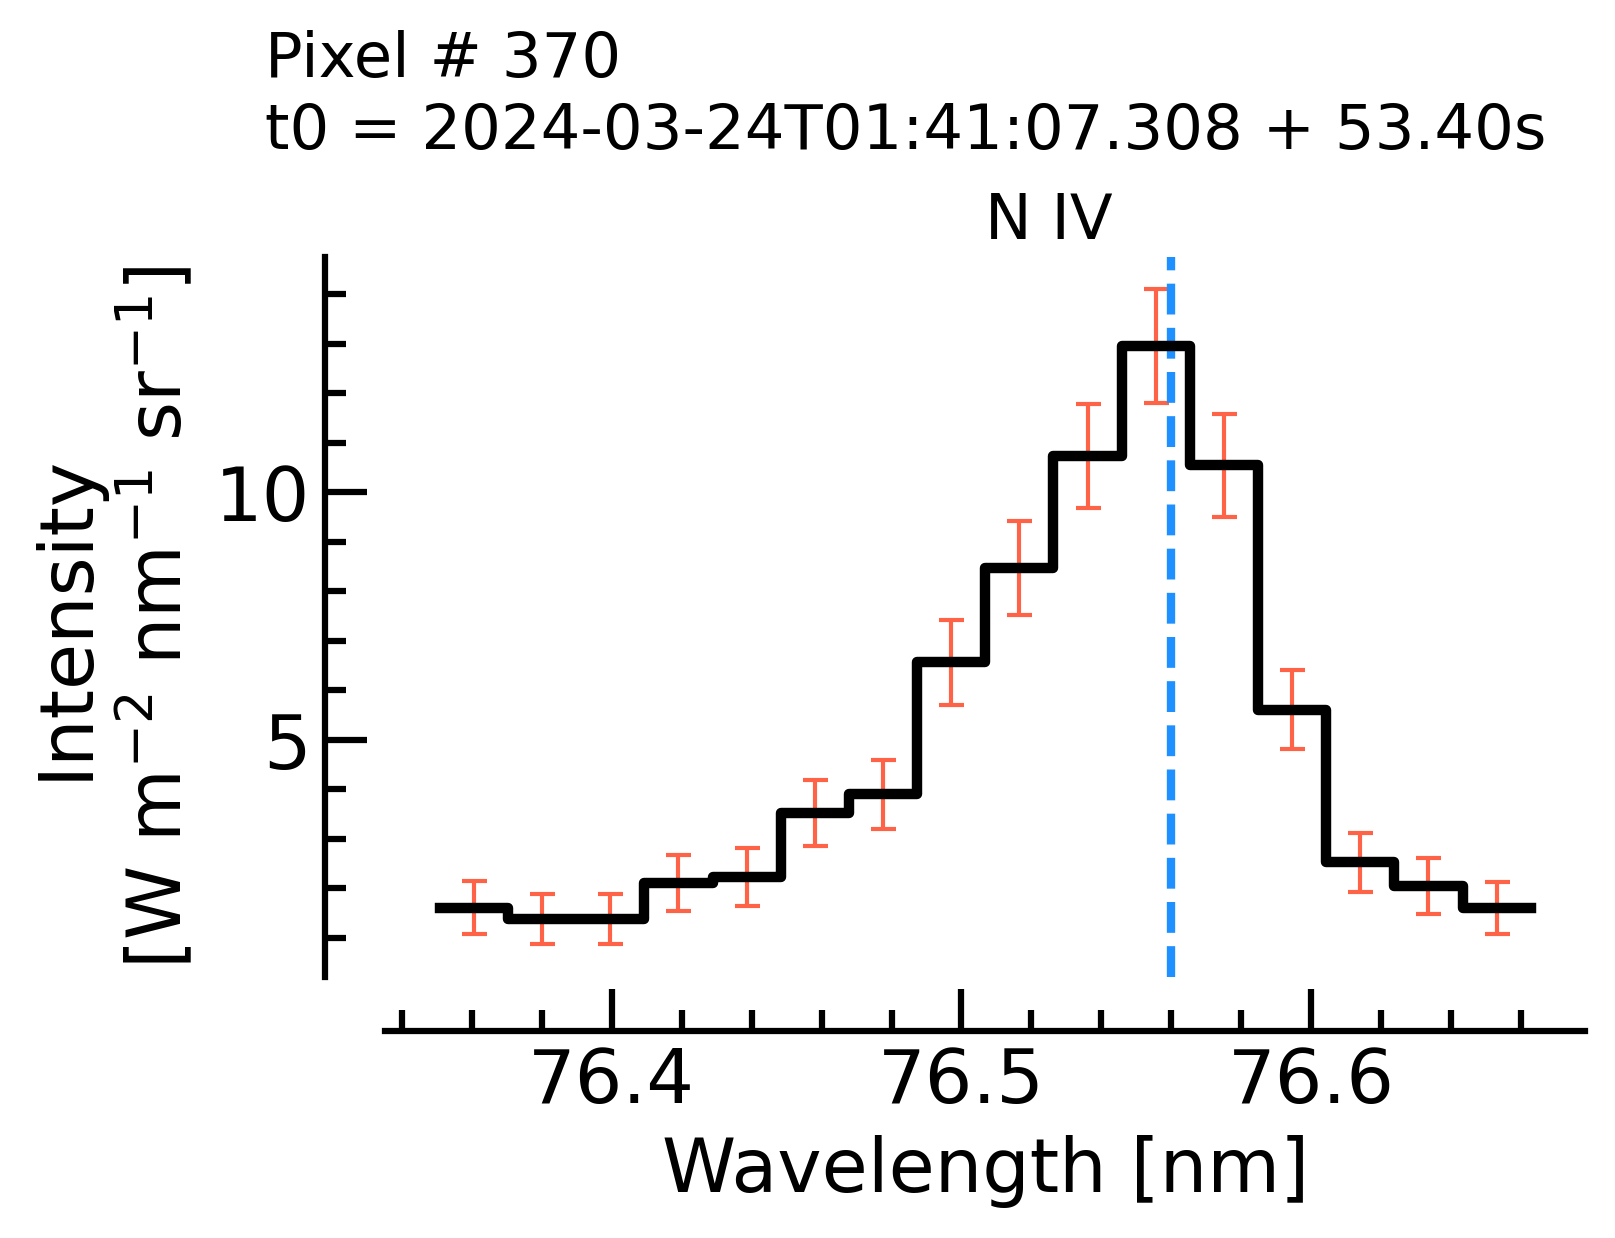 Pixel # 370
t0 = 2024-03-24T01:41:07.308 + 53.40s
N IV
Intensity
[W m⁻² nm⁻¹ sr⁻¹]
10
5
76.4 76.5 76.6
Wavelength [nm]